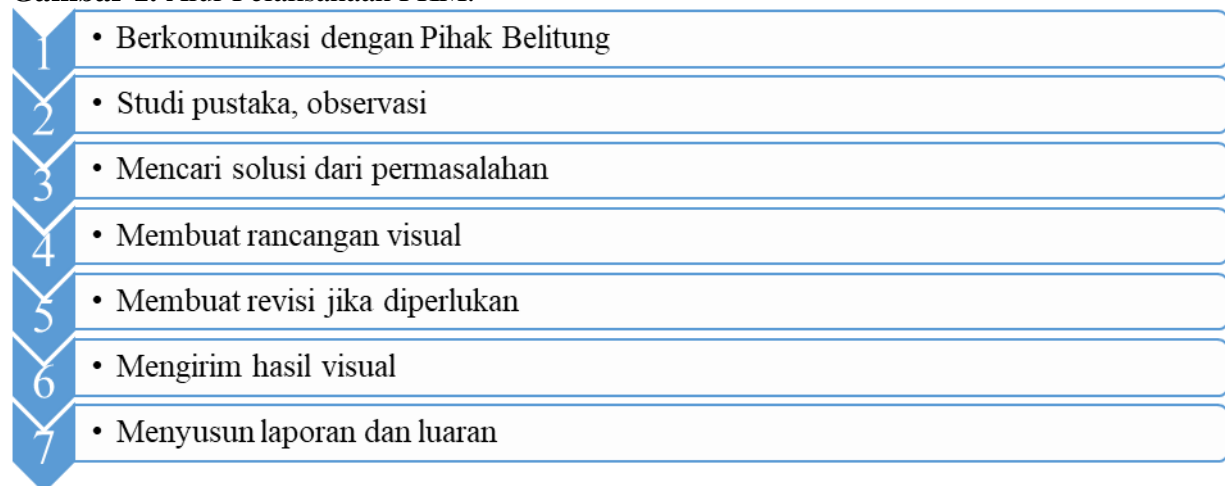 1
• Berkomunikasi dengan Pihak Belitung
2
• Studi pustaka, observasi
3
• Mencari solusi dari permasalahan
4
• Membuat rancangan visual
5
• Membuat revisi jika diperlukan
6
• Mengirim hasil visual
7
• Menyusun laporan dan luaran